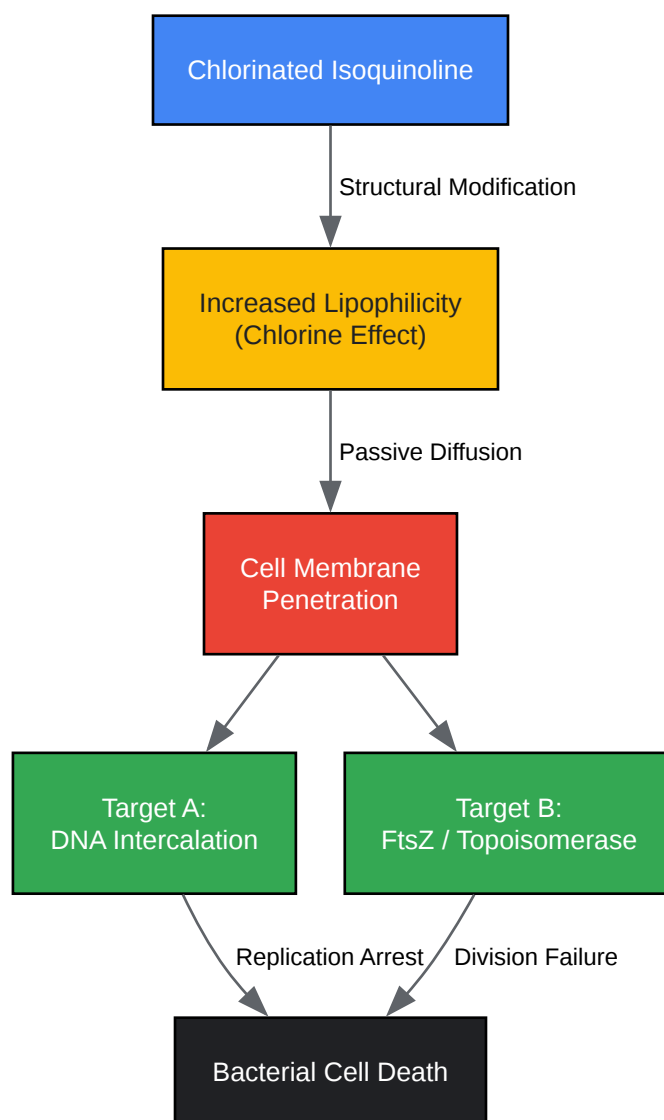 Chlorinated Isoquinoline
Structural Modification
Increased Lipophilicity
(Chlorine Effect)
Passive Diffusion
Cell Membrane
Penetration
Target A:
DNA Intercalation
Target B:
FtsZ / Topoisomerase
Replication Arrest
Division Failure
Bacterial Cell Death